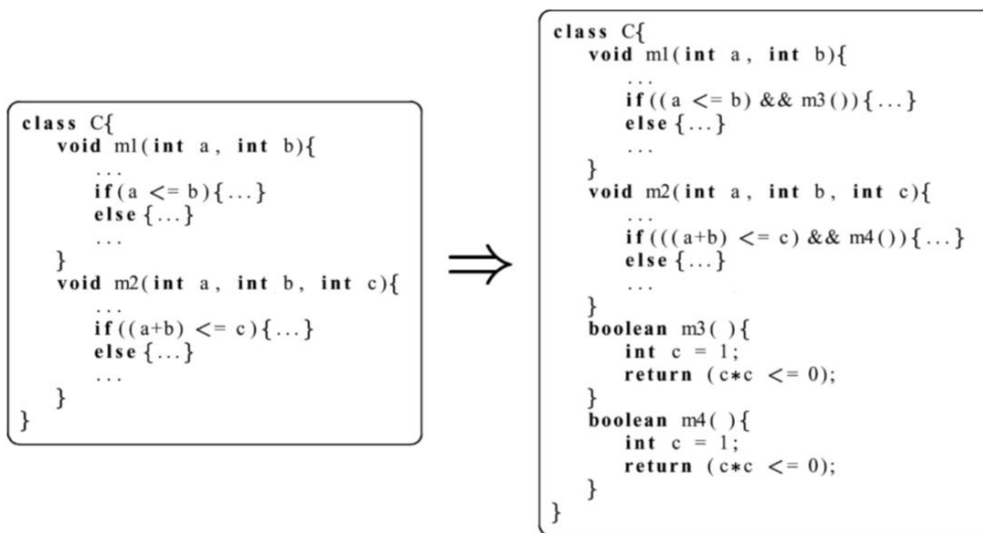 class C{
void m1(int a, int b){
...
if(a <= b){...}
else{...}
...
}
void m2(int a, int b, int c){
...
if((a+b) <= c){...}
else{...}
...
}
}
⇒
class C{
void m1(int a, int b){
...
if((a <= b) && m3()){...}
else{...}
...
}
void m2(int a, int b, int c){
...
if(((a+b) <= c) && m4()){...}
else{...}
...
}
boolean m3( ){
int c = 1;
return (c*c <= 0);
}
boolean m4( ){
int c = 1;
return (c*c <= 0);
}
}